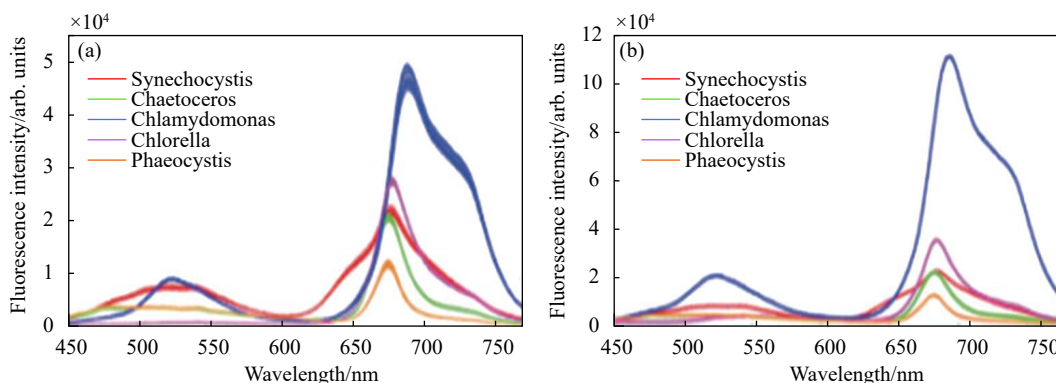 ×10⁴
(a)
Fluorescence intensity/arb. units
5
4
3
2
1
0
Synechocystis
Chaetoceros
Chlamydomonas
Chlorella
Phaeocystis
450 500 550 600 650 700 750
Wavelength/nm
×10⁴
(b)
Fluorescence intensity/arb. units
12
10
8
6
4
2
0
Synechocystis
Chaetoceros
Chlamydomonas
Chlorella
Phaeocystis
450 500 550 600 650 700 750
Wavelength/nm